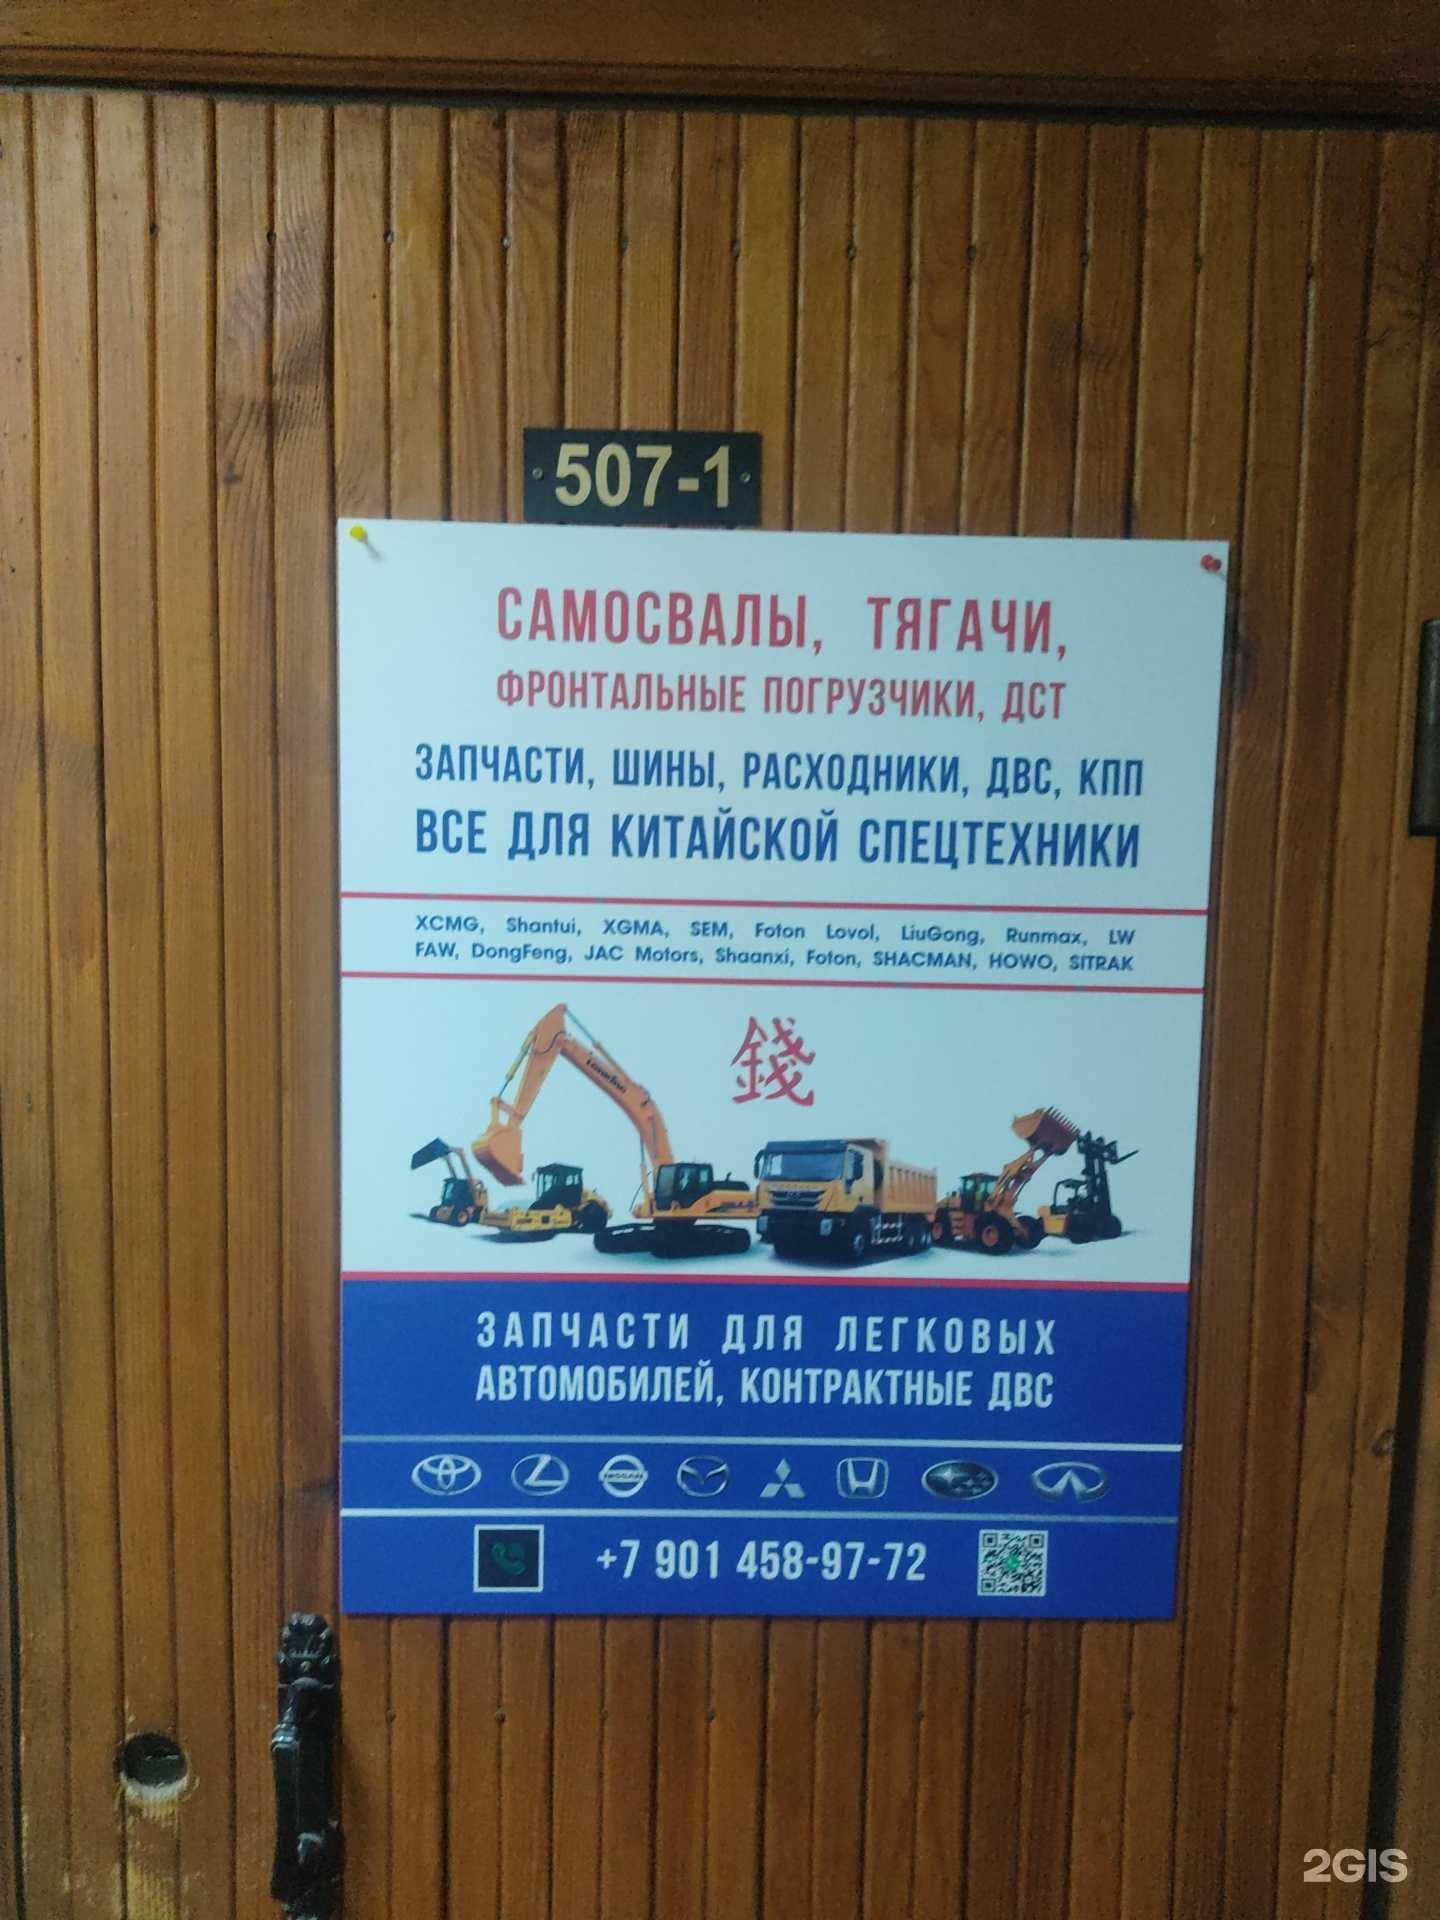 507-1
САМОСВАЛЫ, ТЯГАЧИ,
ФРОНТАЛЬНЫЕ ПОГРУЗЧИКИ, ДСТ
ЗАПЧАСТИ, ШИНЫ, РАСХОДНИКИ, ДВС, КПП
ВСЕ ДЛЯ КИТАЙСКОЙ СПЕЦТЕХНИКИ
XCMG, Shantui, XGMA, SEM, Foton Lovol, LiuGong, Runmax, LW
FAW, DongFeng, JAC Motors, Shaanxi, Foton, SHACMAN, HOWO, SITRAK
錢
ЗАПЧАСТИ ДЛЯ ЛЕГКОВЫХ
АВТОМОБИЛЕЙ, КОНТРАКТНЫЕ ДВС
NISSAN
+7 901 458-97-72
2GIS